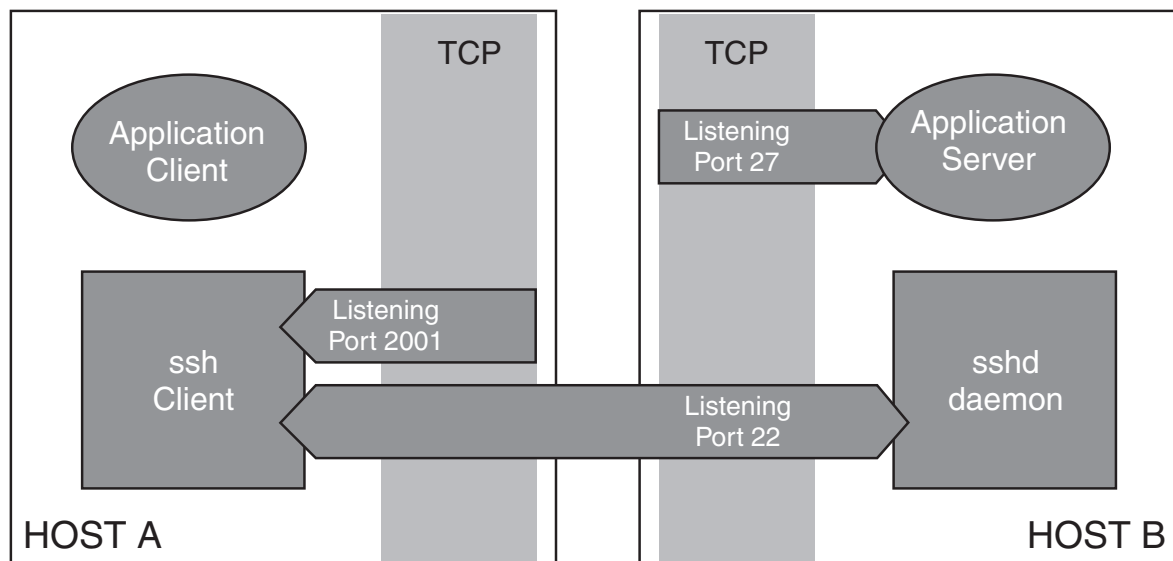 TCP
TCP
Application
Client
Listening
Port 27
Application
Server
Listening
Port 2001
ssh
Client
Listening
Port 22
sshd
daemon
HOST A
HOST B